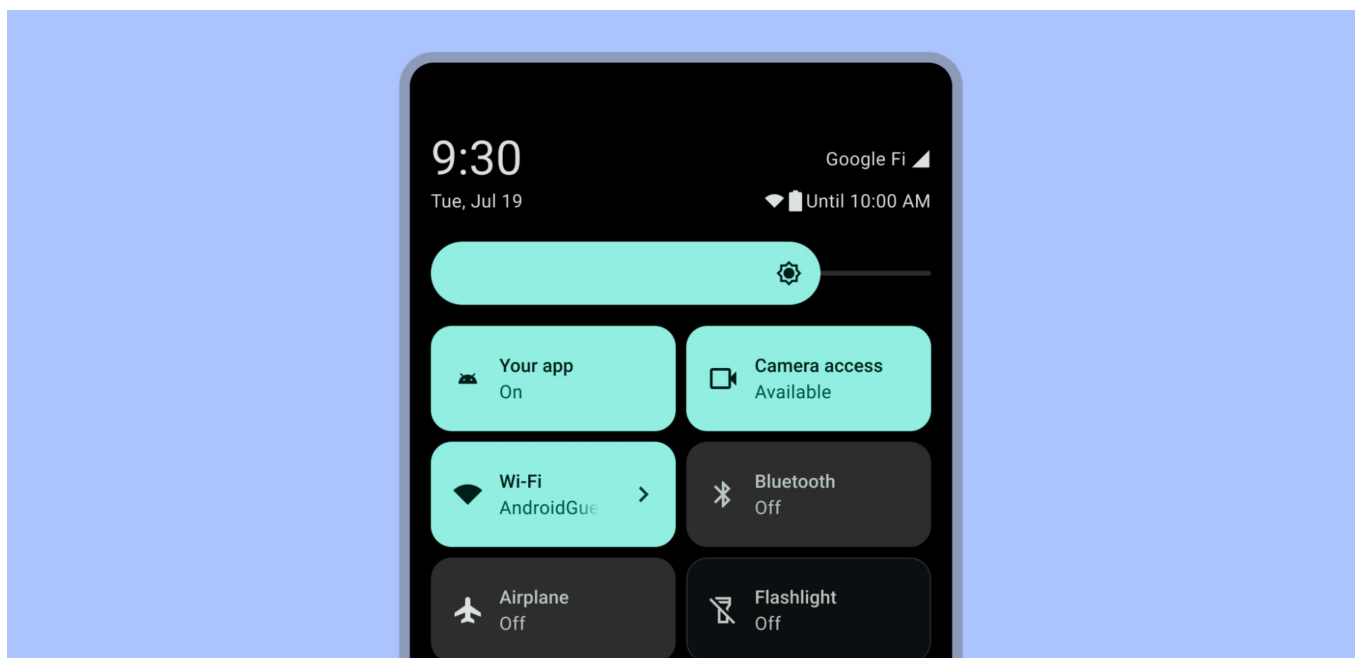 9:30
Google Fi
Tue, Jul 19
Until 10:00 AM
Your app
On
Camera access
Available
Wi-Fi
AndroidGue
Bluetooth
Off
Airplane
Off
Flashlight
Off